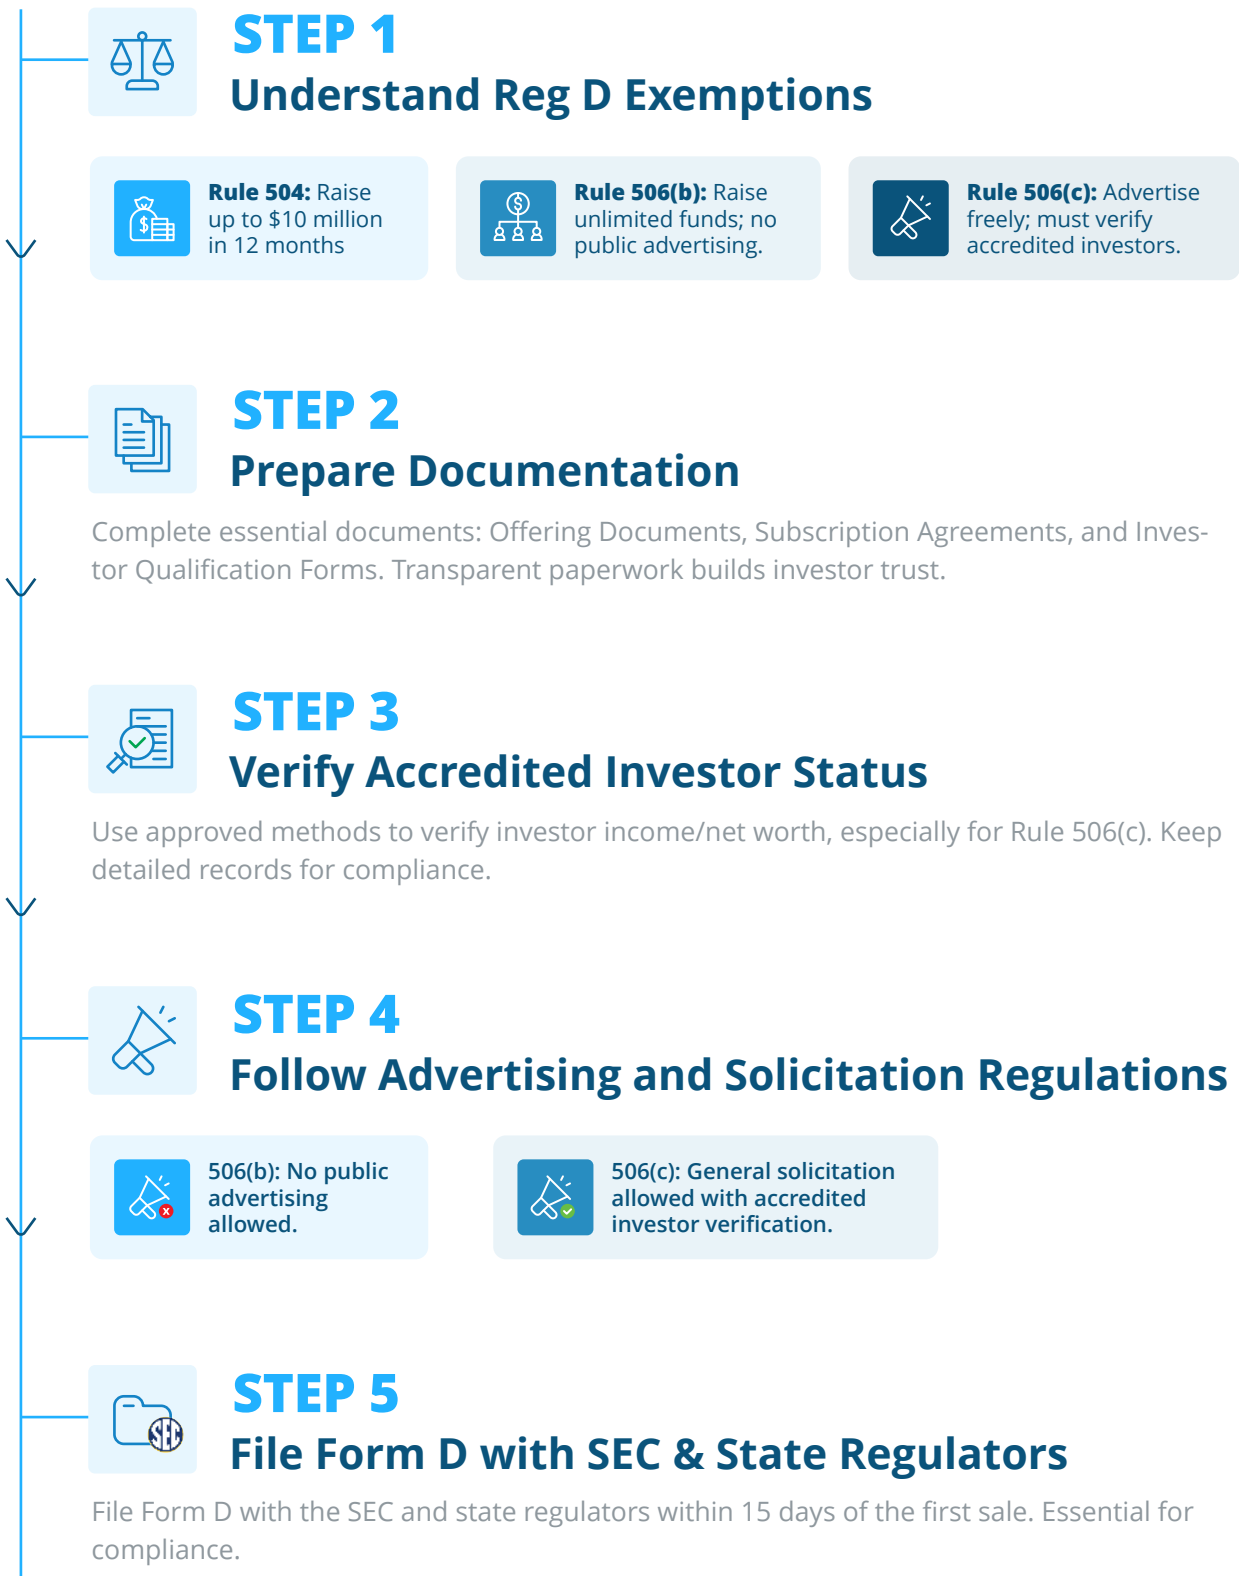 STEP 1
Understand Reg D Exemptions
Rule 504: Raise
up to $10 million
in 12 months
Rule 506(b): Raise
unlimited funds; no
public advertising.
Rule 506(c): Advertise
freely; must verify
accredited investors.
STEP 2
Prepare Documentation
Complete essential documents: Offering Documents, Subscription Agreements, and Inves-
tor Qualification Forms. Transparent paperwork builds investor trust.
STEP 3
Verify Accredited Investor Status
Use approved methods to verify investor income/net worth, especially for Rule 506(c). Keep
detailed records for compliance.
STEP 4
Follow Advertising and Solicitation Regulations
506(b): No public
advertising
allowed.
506(c): General solicitation
allowed with accredited
investor verification.
STEP 5
SEC
File Form D with SEC & State Regulators
File Form D with the SEC and state regulators within 15 days of the first sale. Essential for
compliance.